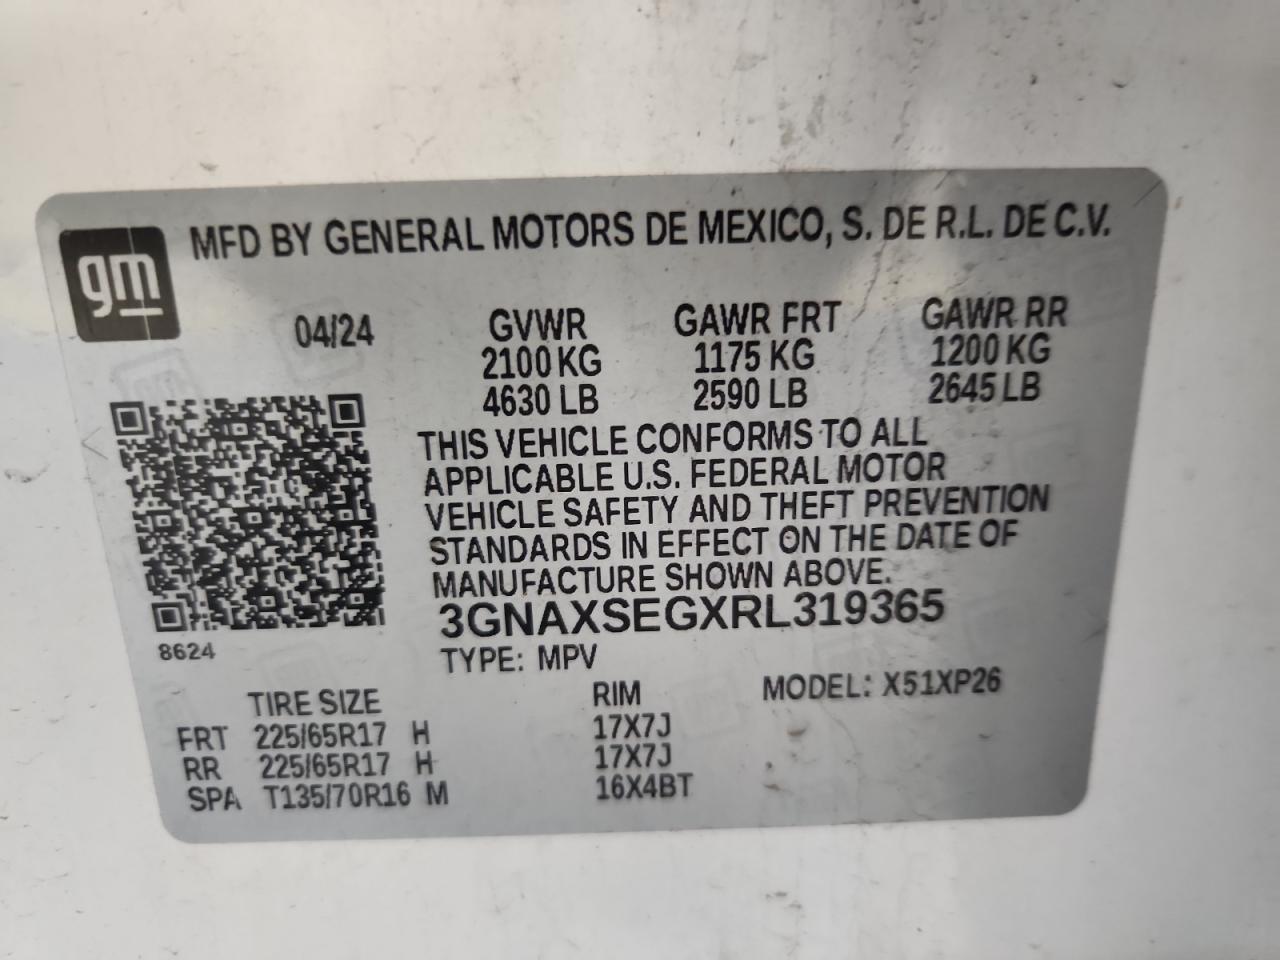 gm
MFD BY GENERAL MOTORS DE MEXICO, S. DE R.L. DE C.V.
04/24 GVWR GAWR FRT GAWR RR
2100 KG 1175 KG 1200 KG
4630 LB 2590 LB 2645 LB
THIS VEHICLE CONFORMS TO ALL
APPLICABLE U.S. FEDERAL MOTOR
VEHICLE SAFETY AND THEFT PREVENTION
STANDARDS IN EFFECT ON THE DATE OF
MANUFACTURE SHOWN ABOVE.
3GNAXSEGXRL319365
8624
TYPE: MPV
MODEL: X51XP26
TIRE SIZE RIM
FRT 225/65R17 H 17X7J
RR 225/65R17 H 17X7J
SPA T135/70R16 M 16X4BT